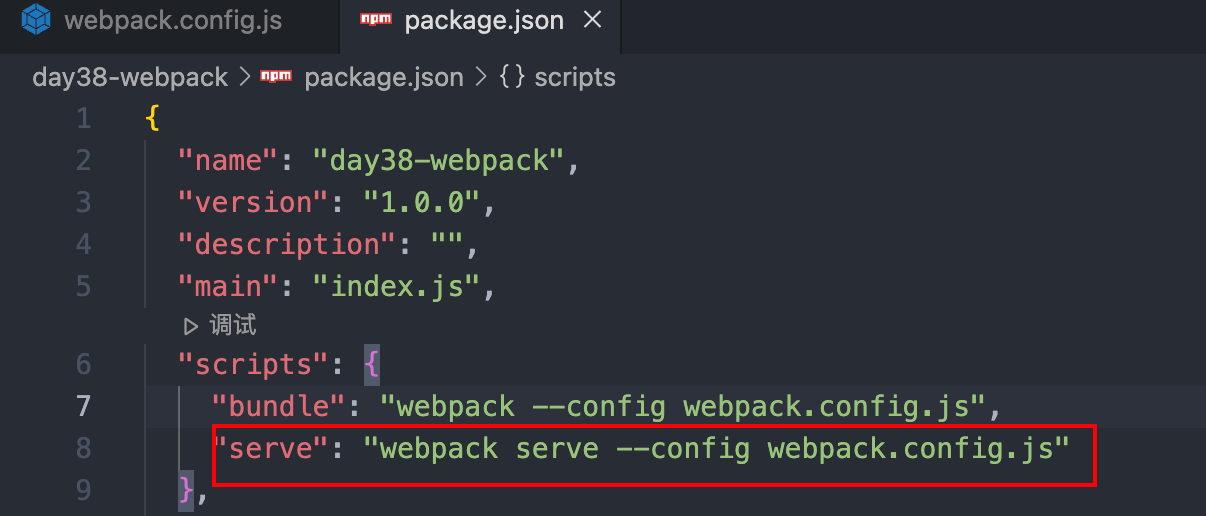 webpack.config.js npm package.json ×
day38-webpack > npm package.json > {} scripts
1 {
2 "name": "day38-webpack",
3 "version": "1.0.0",
4 "description": "",
5 "main": "index.js",
▷ 调试
6 "scripts": {
7 "bundle": "webpack --config webpack.config.js",
8 "serve": "webpack serve --config webpack.config.js"
9 },